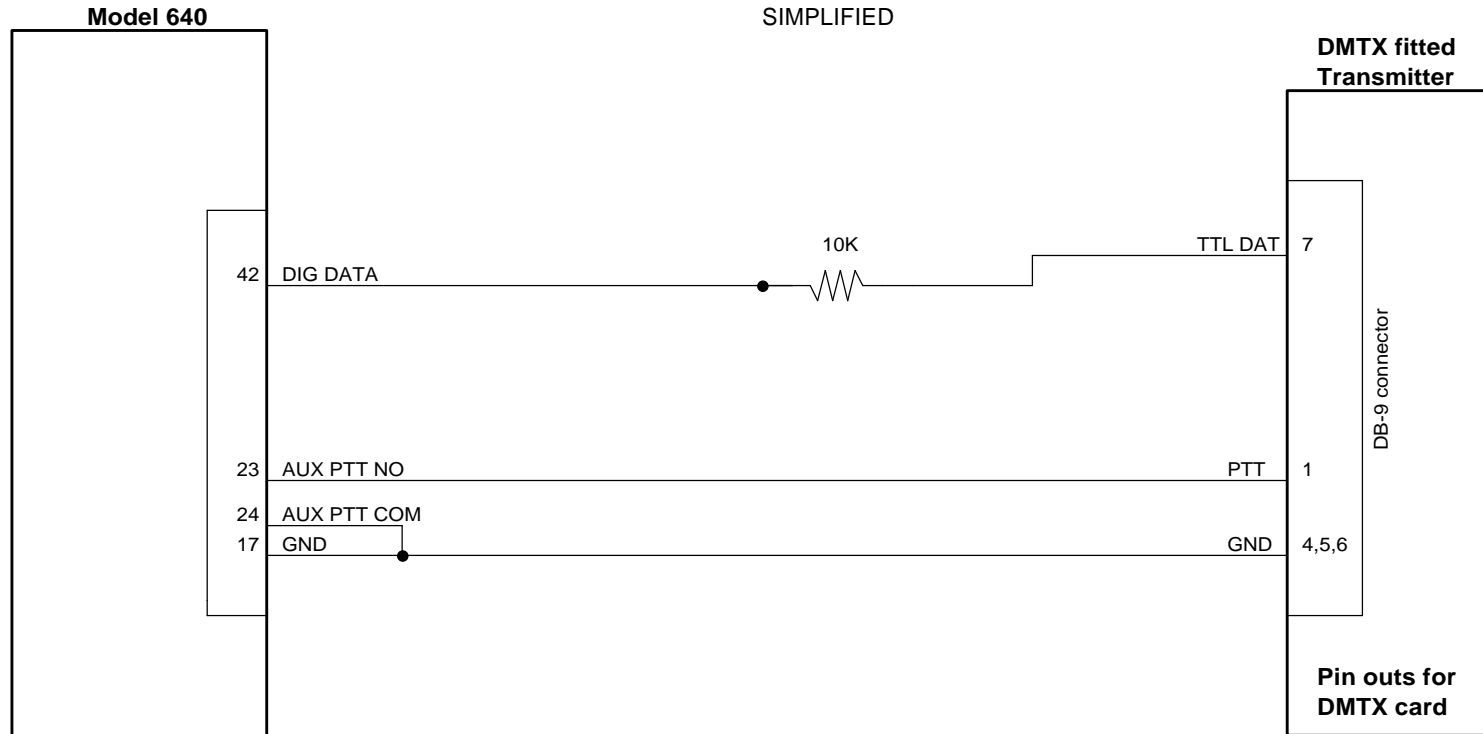 Model 640
SIMPLIFIED
DMTX fitted
Transmitter
10K
TTL DAT 7
42 DIG DATA
DB-9 connector
23 AUX PTT NO
PTT 1
24 AUX PTT COM
17 GND
GND 4,5,6
Pin outs for
DMTX card